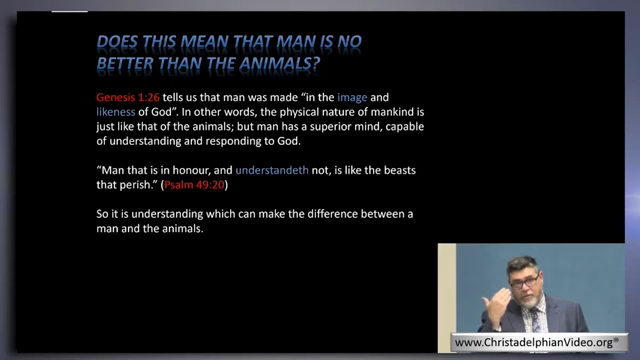 DOES THIS MEAN THAT MAN IS NO
BETTER THAN THE ANIMALS?
Genesis 1:26 tells us that man was made “in the image and
likeness of God”. In other words, the physical nature of mankind is
just like that of the animals; but man has a superior mind, capable
of understanding and responding to God.
“Man that is in honour, and understandeth not, is like the beasts
that perish.” (Psalm 49:20)
So it is understanding which can make the difference between a
man and the animals.
www.ChristadelphianVideo.org®